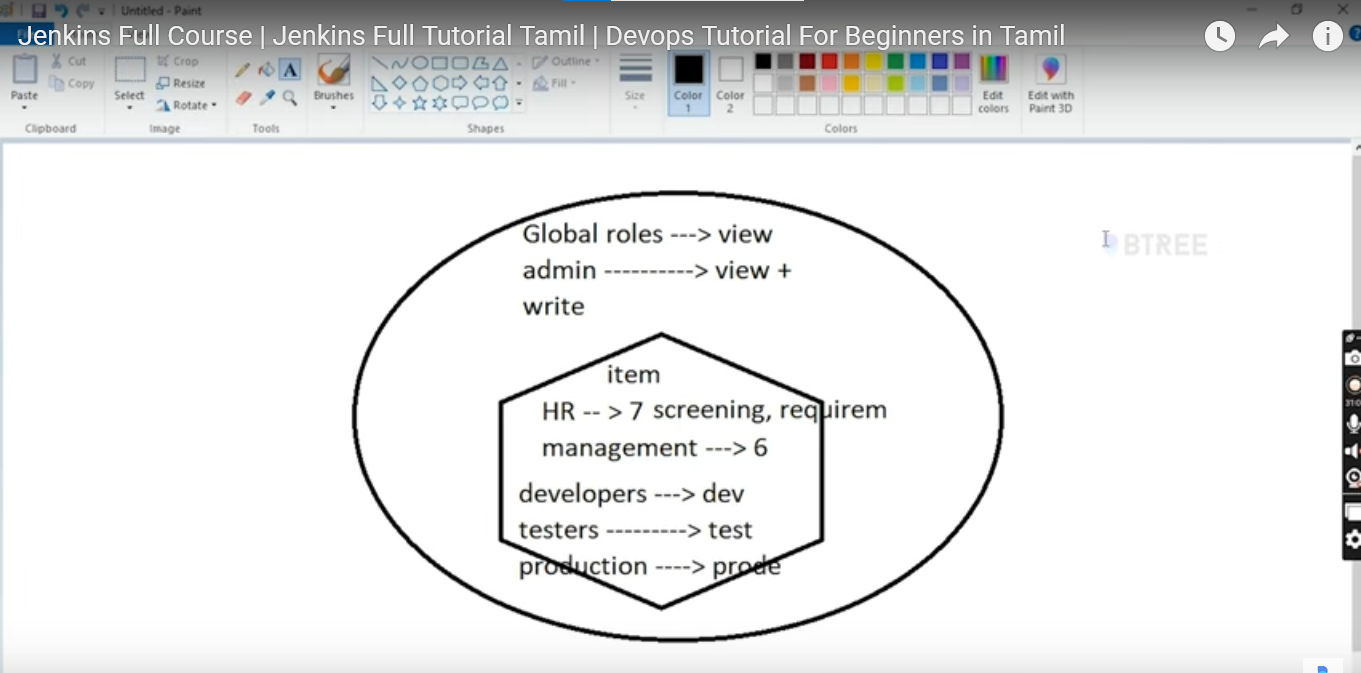 Untitled - Paint
Jenkins Full Course | Jenkins Full Tutorial Tamil | Devops Tutorial For Beginners in Tamil
Paste
Cut
Copy
Clipboard
Select
Crop
Resize
Rotate
Image
A
Tools
Brushes
Shapes
Outline
Fill
Size
Color
1
Color
2
Edit
colors
Edit with
Paint 3D
Colors
Global roles ---> view
admin ----------> view +
write
BTREE
item
HR -- > 7 screening, requirem
management ---> 6
developers ---> dev
testers ---------> test
production ----> prode